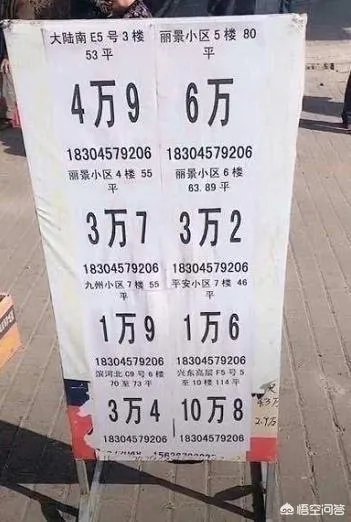 大陆南 E5 号 3 楼
53 平
4万9
18304579206
丽景小区 5 楼 80
平
6万
18304579206
丽景小区 4 楼 55
平
3万7
18304579206
丽景小区 6 楼
63.89 平
3万2
18304579206
九州小区 7 楼 55
平
1万9
18304579206
平安小区 7 楼 46
平
1万6
18304579206
滨河北 C9 号 6 楼
70 至 73 平
3万4
18304579206
兴东高层 F5 号 5
至 10 楼 114 平
10万8
18304579206
悟空问答